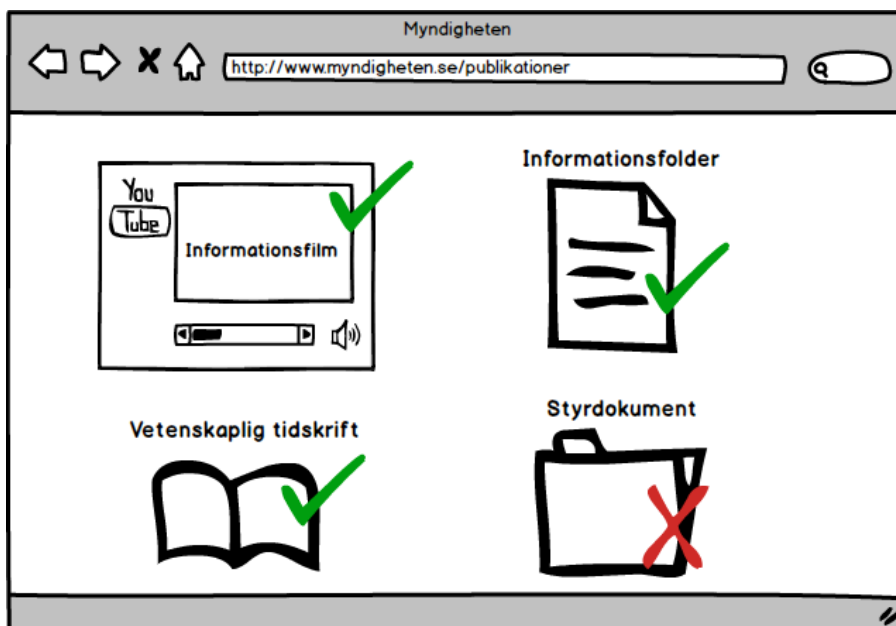 Myndigheten
http://www.myndigheten.se/publikationer
You
Tube
Informationsfilm
Informationsfolder
Vetenskaplig tidskrift
Styrdokument